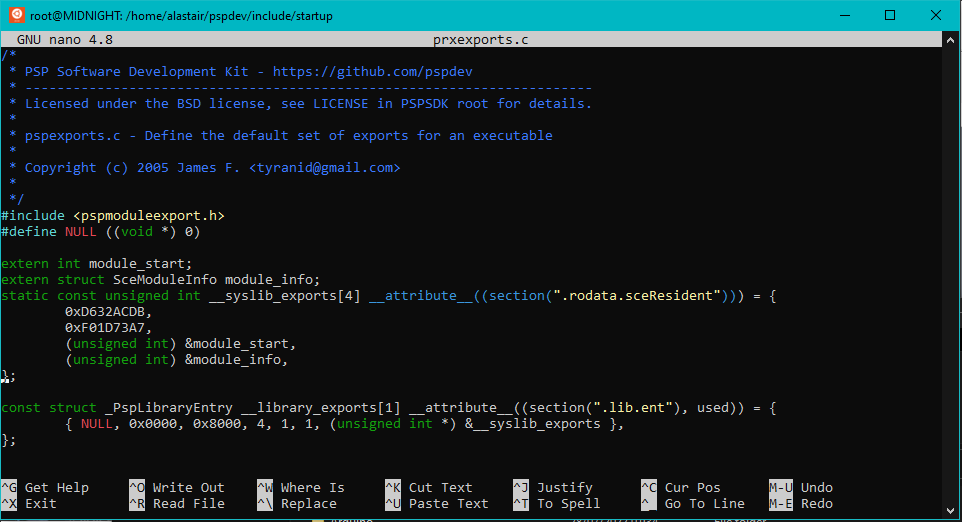 root@MIDNIGHT: /home/alastair/pspdev/include/startup
GNU nano 4.8 prxexports.c
/*
 * PSP Software Development Kit - https://github.com/pspdev
 * -----------------------------------------------------------------------
 * Licensed under the BSD license, see LICENSE in PSPSDK root for details.
 *
 * pspexports.c - Define the default set of exports for an executable
 *
 * Copyright (c) 2005 James F. <tyranid@gmail.com>
 *
 */
#include <pspmoduleexport.h>
#define NULL ((void *) 0)

extern int module_start;
extern struct SceModuleInfo module_info;
static const unsigned int __syslib_exports[4] __attribute__((section(".rodata.sceResident"))) = {
        0xD632ACDB,
        0xF01D73A7,
        (unsigned int) &module_start,
        (unsigned int) &module_info,
};

const struct _PspLibraryEntry __library_exports[1] __attribute__((section(".lib.ent"), used)) = {
        { NULL, 0x0000, 0x8000, 4, 1, 1, (unsigned int *) &__syslib_exports },
};

^G Get Help ^O Write Out ^W Where Is ^K Cut Text ^J Justify ^C Cur Pos M-U Undo
^X Exit ^R Read File ^\ Replace ^U Paste Text ^T To Spell ^_ Go To Line M-E Redo